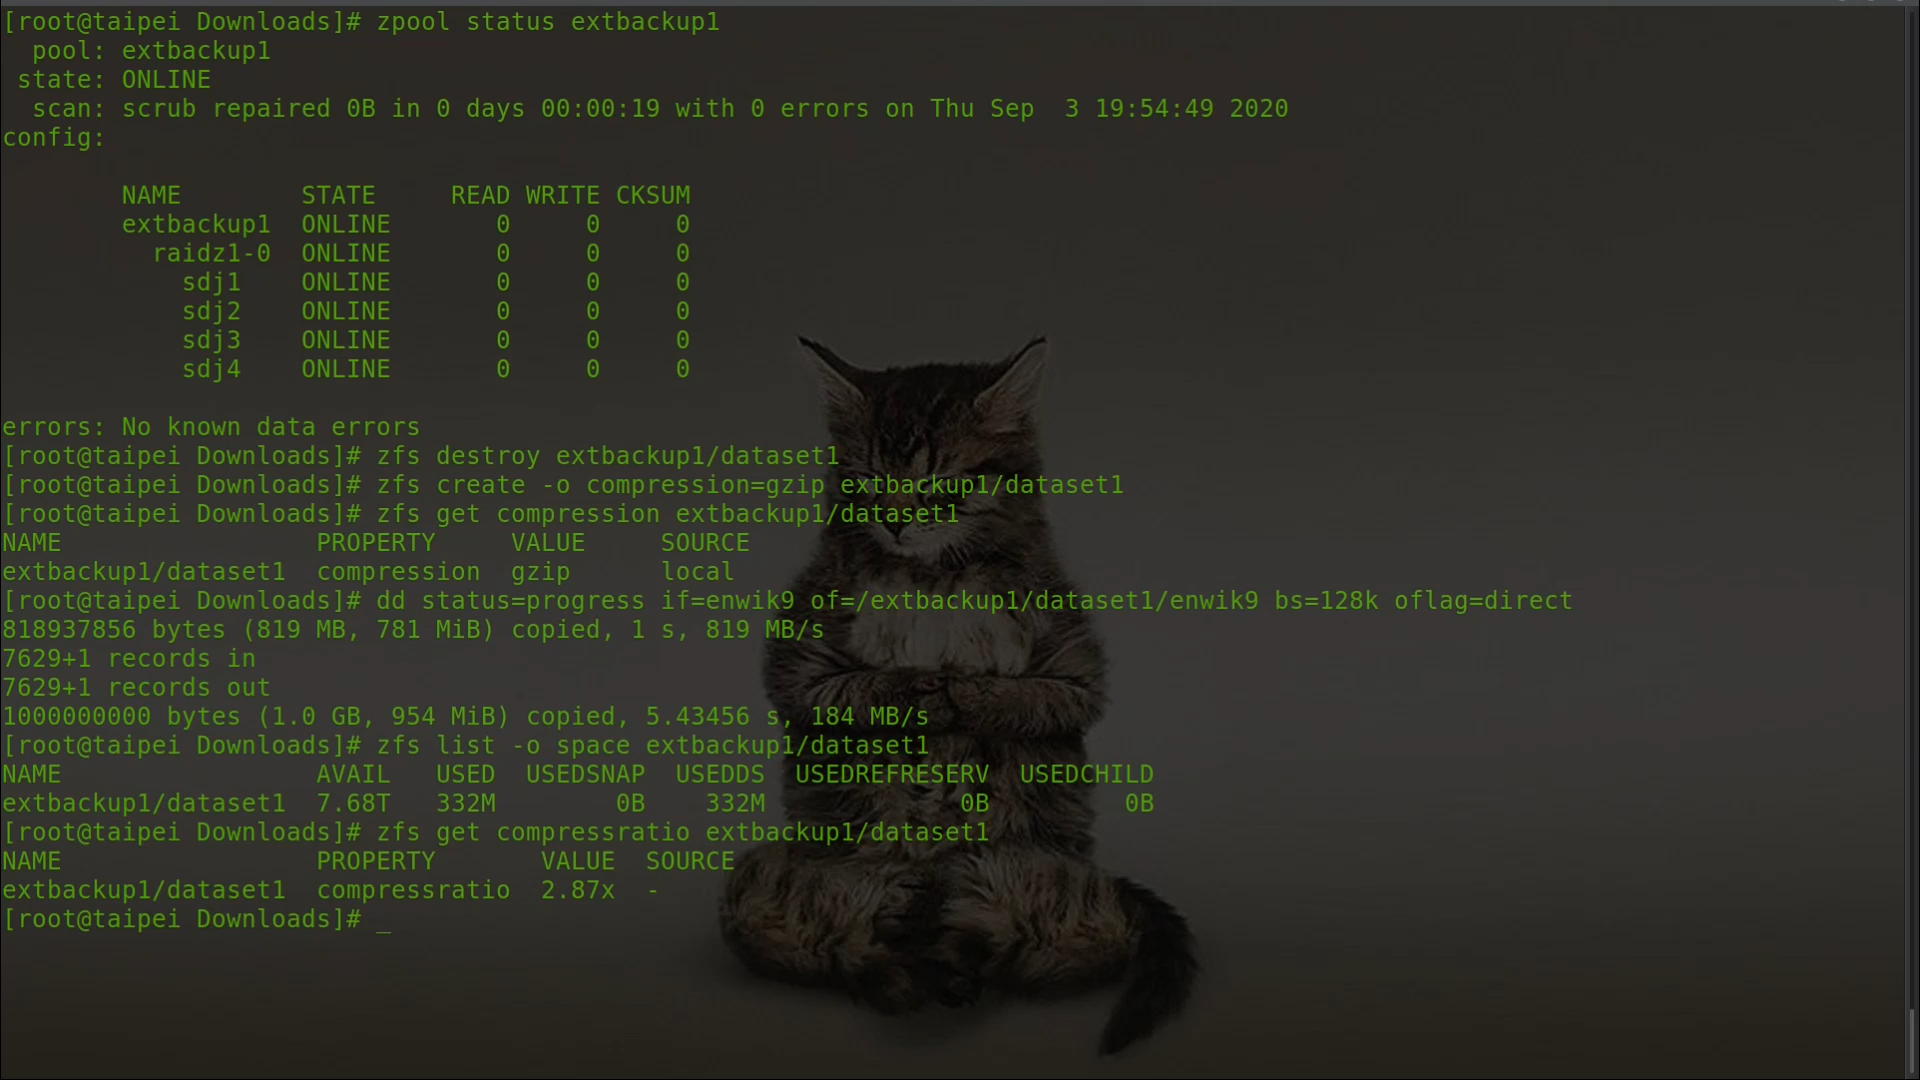 [root@taipei Downloads]# zpool status extbackup1
  pool: extbackup1
 state: ONLINE
  scan: scrub repaired 0B in 0 days 00:00:19 with 0 errors on Thu Sep  3 19:54:49 2020
config:
        NAME        STATE     READ WRITE CKSUM
        extbackup1  ONLINE       0     0     0
          raidz1-0  ONLINE       0     0     0
            sdj1    ONLINE       0     0     0
            sdj2    ONLINE       0     0     0
            sdj3    ONLINE       0     0     0
            sdj4    ONLINE       0     0     0
errors: No known data errors
[root@taipei Downloads]# zfs destroy extbackup1/dataset1
[root@taipei Downloads]# zfs create -o compression=gzip extbackup1/dataset1
[root@taipei Downloads]# zfs get compression extbackup1/dataset1
NAME                 PROPERTY     VALUE     SOURCE
extbackup1/dataset1  compression  gzip      local
[root@taipei Downloads]# dd status=progress if=enwik9 of=/extbackup1/dataset1/enwik9 bs=128k oflag=direct
818937856 bytes (819 MB, 781 MiB) copied, 1 s, 819 MB/s
7629+1 records in
7629+1 records out
1000000000 bytes (1.0 GB, 954 MiB) copied, 5.43456 s, 184 MB/s
[root@taipei Downloads]# zfs list -o space extbackup1/dataset1
NAME                 AVAIL   USED  USEDSNAP  USEDDS  USEDREFRESERV  USEDCHILD
extbackup1/dataset1  7.68T   332M        0B    332M             0B         0B
[root@taipei Downloads]# zfs get compressratio extbackup1/dataset1
NAME                 PROPERTY       VALUE  SOURCE
extbackup1/dataset1  compressratio  2.87x  -
[root@taipei Downloads]# _